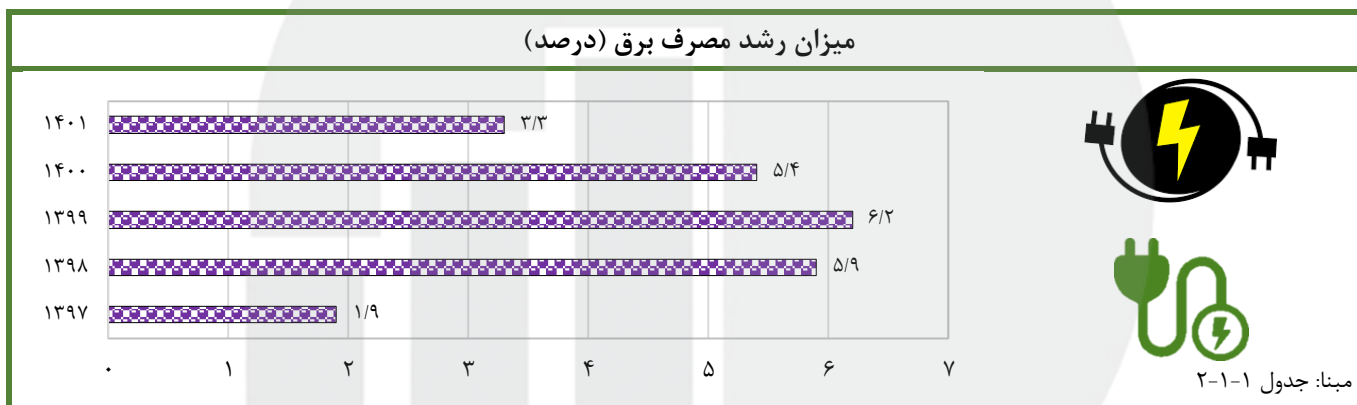 میزان رشد مصرف برق (درصد)
۱۴۰۱ ۳/۳
۱۴۰۰ ۵/۴
۱۳۹۹ ۶/۲
۱۳۹۸ ۵/۹
۱۳۹۷ ۱/۹
۰ ۱ ۲ ۳ ۴ ۵ ۶ ۷
مبنا: جدول ۱-۱-۲